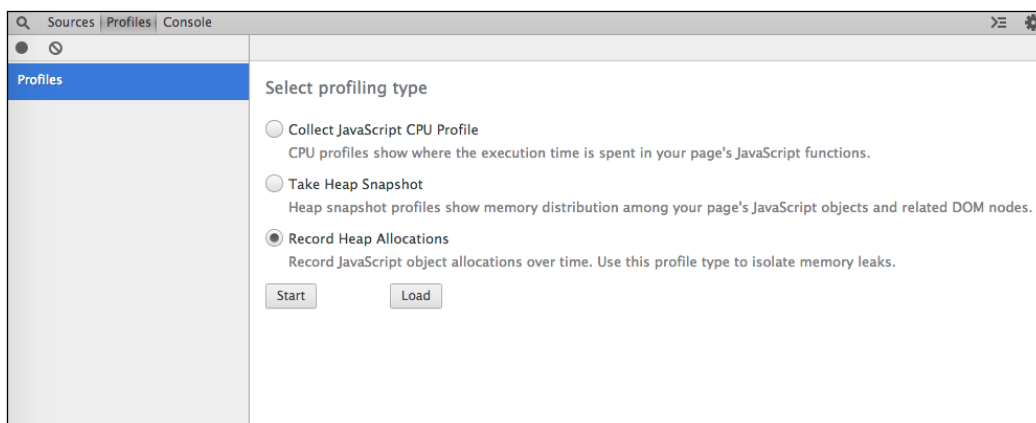 Sources Profiles Console
Profiles
Select profiling type
Collect JavaScript CPU Profile
CPU profiles show where the execution time is spent in your page's JavaScript functions.
Take Heap Snapshot
Heap snapshot profiles show memory distribution among your page's JavaScript objects and related DOM nodes.
Record Heap Allocations
Record JavaScript object allocations over time. Use this profile type to isolate memory leaks.
Start Load